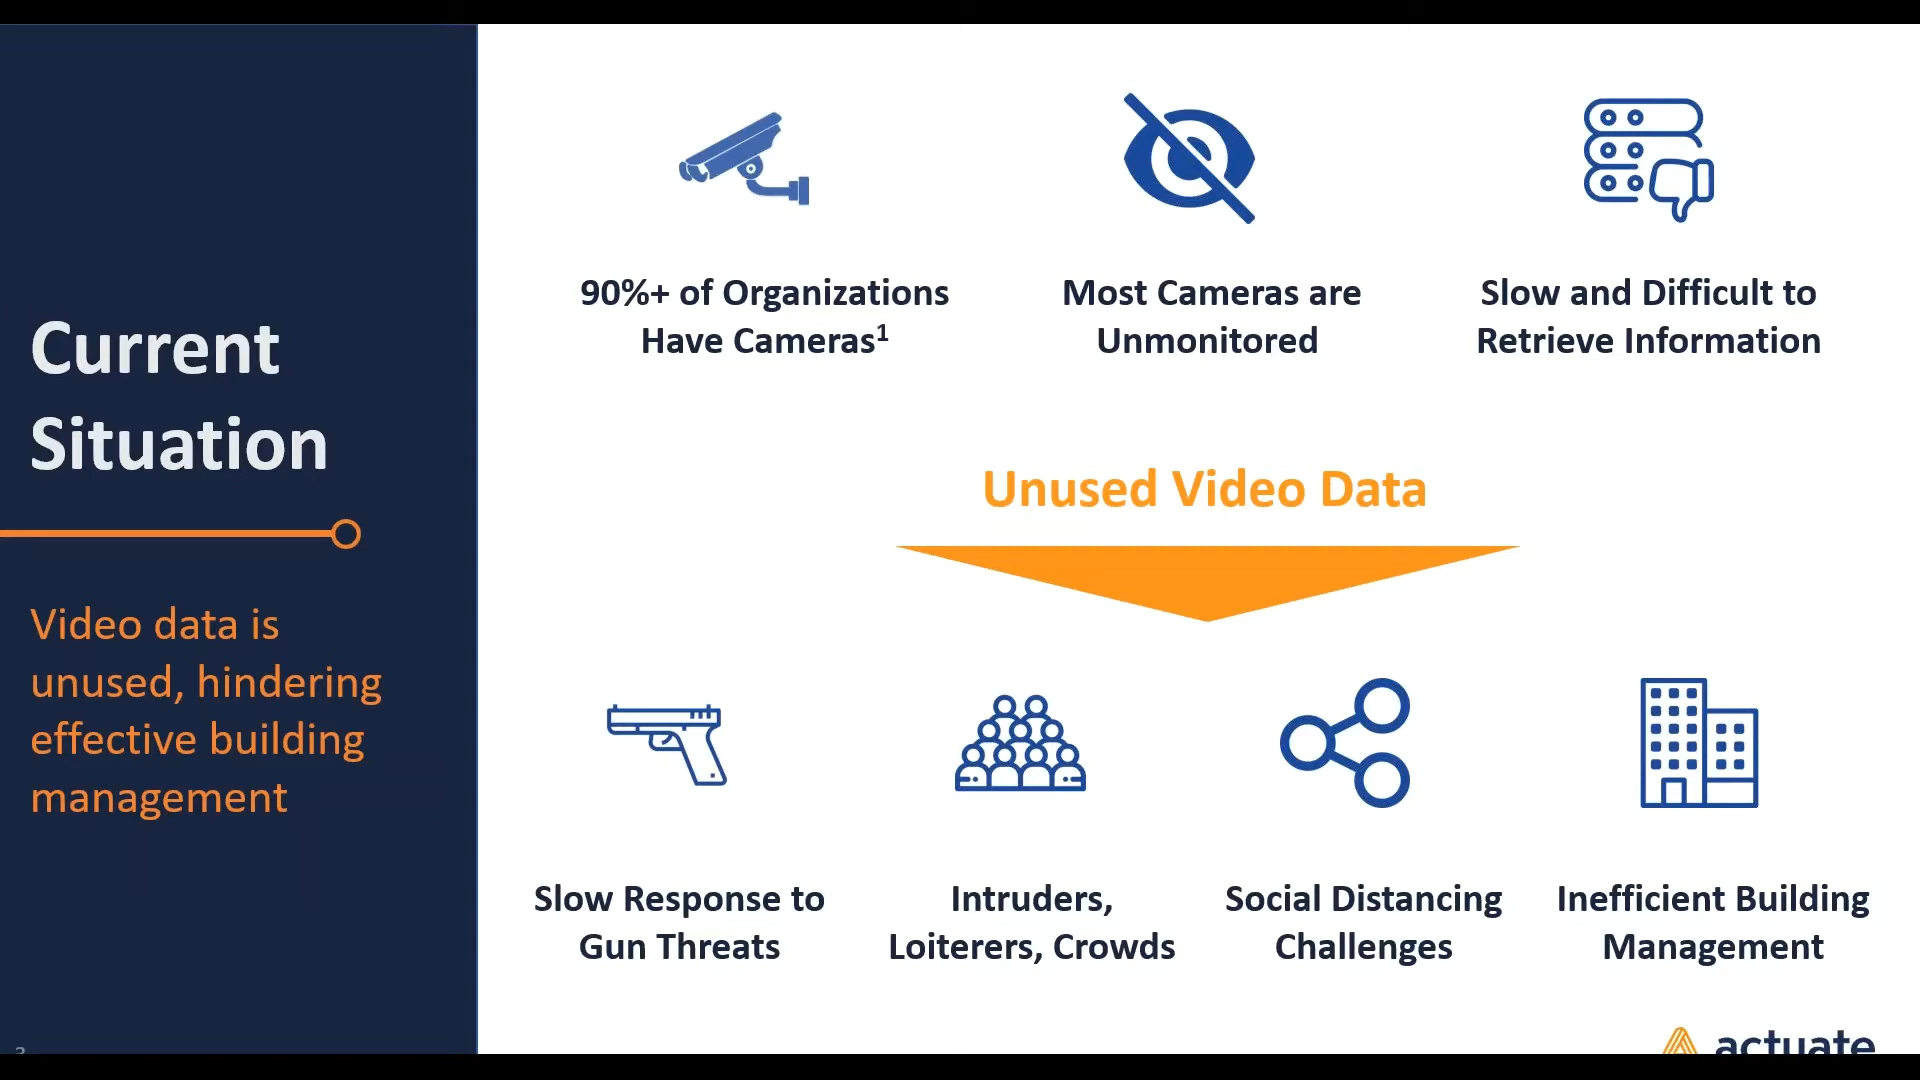 Current
Situation
Video data is
unused, hindering
effective building
management
90%+ of Organizations
Have Cameras¹
Most Cameras are
Unmonitored
Slow and Difficult to
Retrieve Information
Unused Video Data
Slow Response to
Gun Threats
Intruders,
Loiterers, Crowds
Social Distancing
Challenges
Inefficient Building
Management
actuate